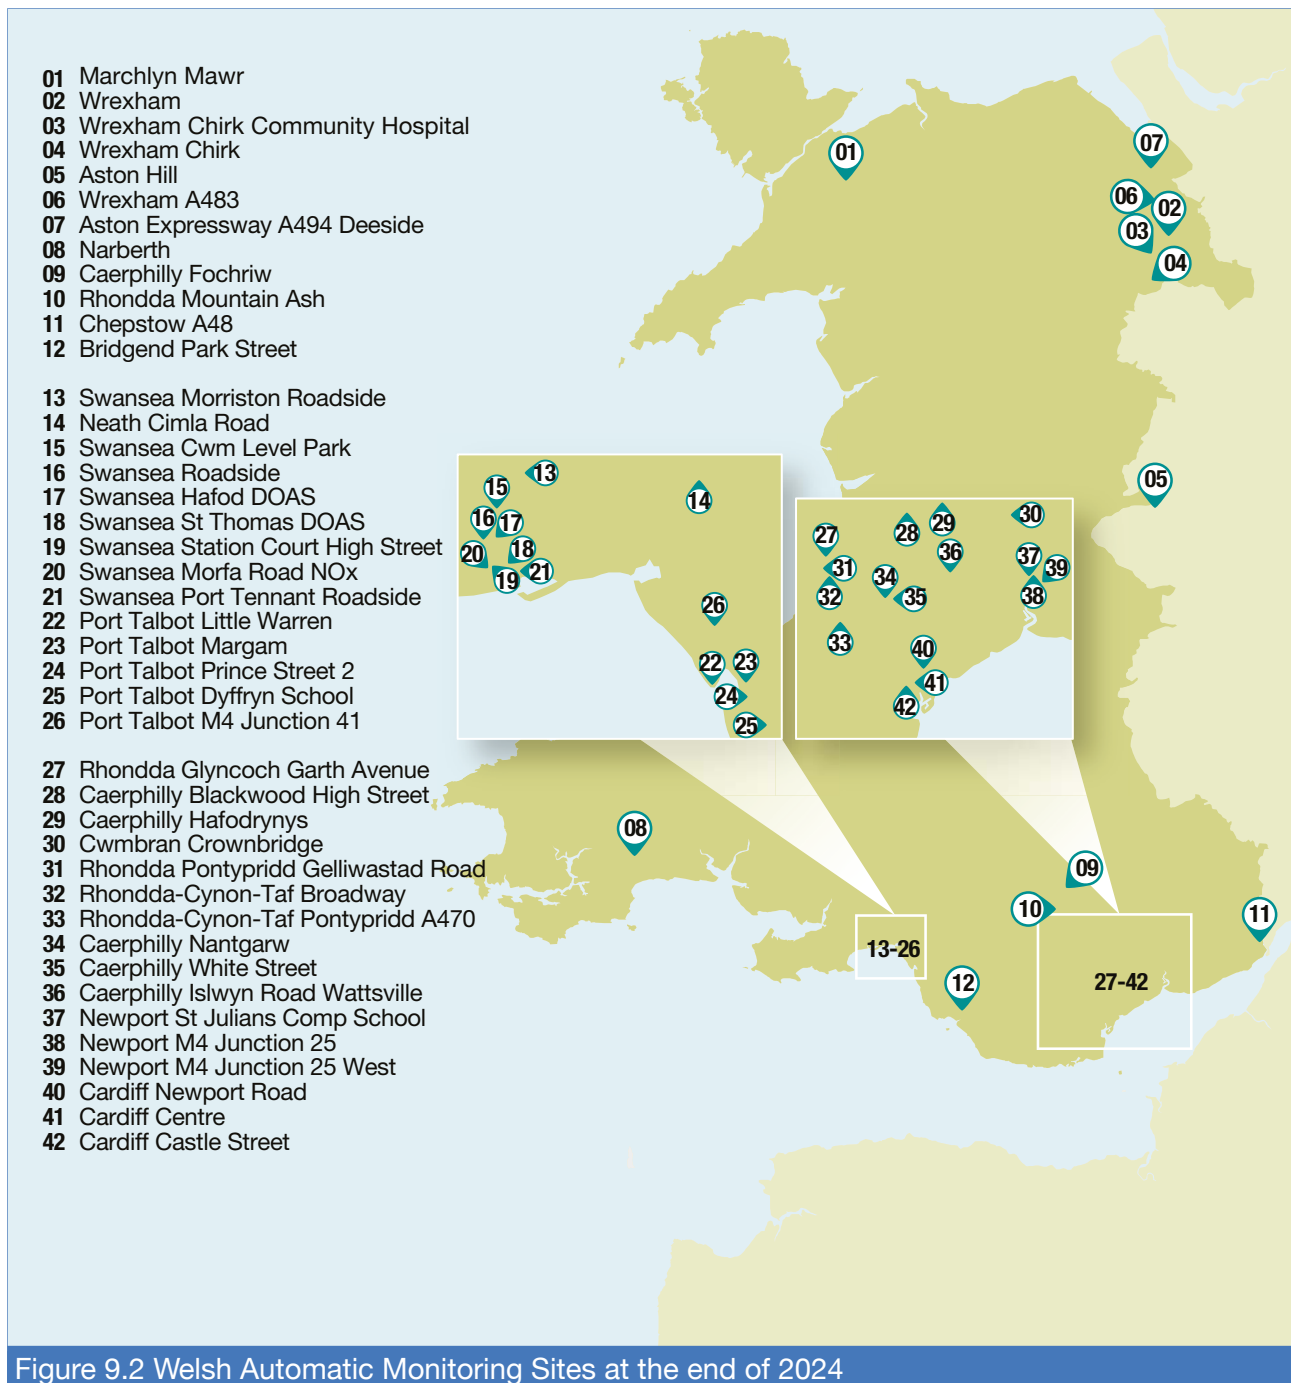 01 Marchlyn Mawr
02 Wrexham
03 Wrexham Chirk Community Hospital
04 Wrexham Chirk
05 Aston Hill
06 Wrexham A483
07 Aston Expressway A494 Deeside
08 Narberth
09 Caerphilly Fochriw
10 Rhondda Mountain Ash
11 Chepstow A48
12 Bridgend Park Street
13 Swansea Morriston Roadside
14 Neath Cimla Road
15 Swansea Cwm Level Park
16 Swansea Roadside
17 Swansea Hafod DOAS
18 Swansea St Thomas DOAS
19 Swansea Station Court High Street
20 Swansea Morfa Road NOx
21 Swansea Port Tennant Roadside
22 Port Talbot Little Warren
23 Port Talbot Margam
24 Port Talbot Prince Street 2
25 Port Talbot Dyffryn School
26 Port Talbot M4 Junction 41
27 Rhondda Glyncoch Garth Avenue
28 Caerphilly Blackwood High Street
29 Caerphilly Hafodrynys
30 Cwmbran Crownbridge
31 Rhondda Pontypridd Gelliwastad Road
32 Rhondda-Cynon-Taf Broadway
33 Rhondda-Cynon-Taf Pontypridd A470
34 Caerphilly Nantgarw
35 Caerphilly White Street
36 Caerphilly Islwyn Road Wattsville
37 Newport St Julians Comp School
38 Newport M4 Junction 25
39 Newport M4 Junction 25 West
40 Cardiff Newport Road
41 Cardiff Centre
42 Cardiff Castle Street
01
07
06
02
03
04
05
13
15
14
16
17
18
20
19
21
26
22
23
24
25
30
29
28
27
36
37
39
31
34
32
35
38
33
40
41
42
08
09
10
11
13-26
12
27-42
Figure 9.2 Welsh Automatic Monitoring Sites at the end of 2024